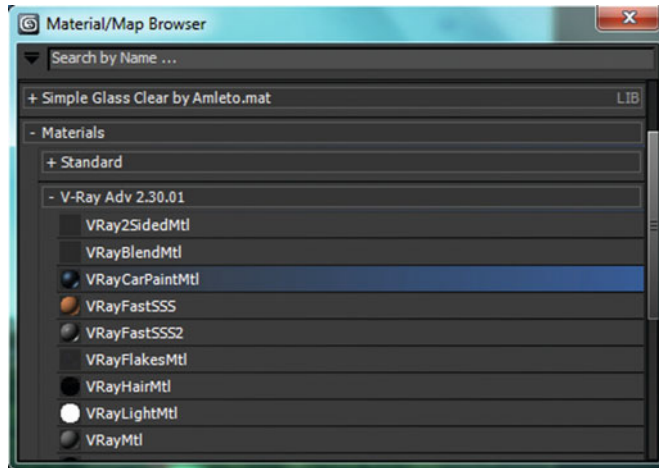 Material/Map Browser
Search by Name ...
+ Simple Glass Clear by Amleto.mat LIB
- Materials
+ Standard
- V-Ray Adv 2.30.01
VRay2SidedMtl
VRayBlendMtl
VRayCarPaintMtl
VRayFastSSS
VRayFastSSS2
VRayFlakesMtl
VRayHairMtl
VRayLightMtl
VRayMtl